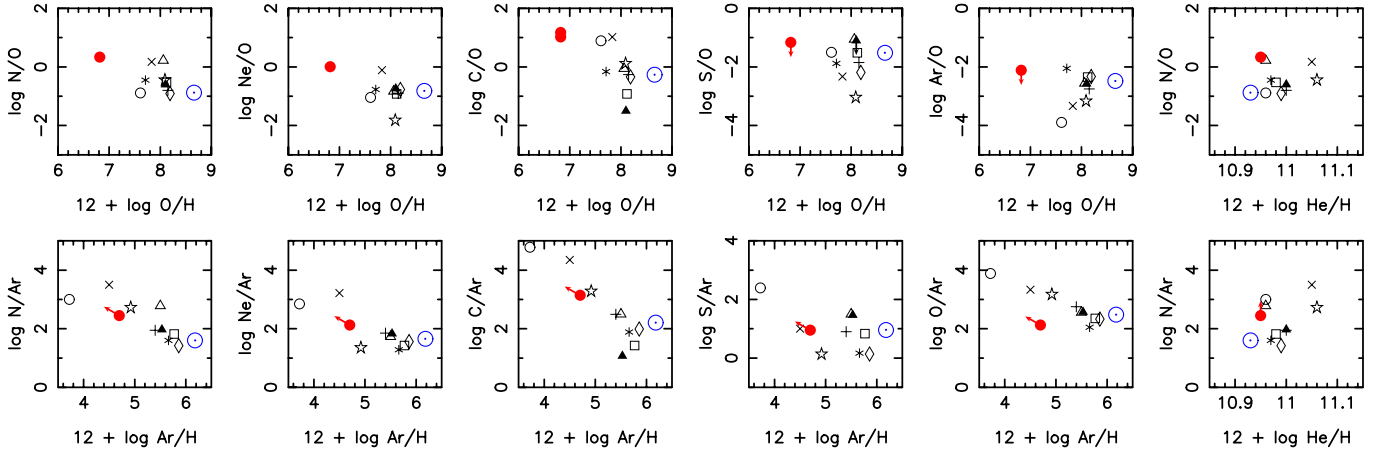 log N/O
2
0
−2
6 7 8 9
12 + log O/H
log Ne/O
2
0
−2
6 7 8 9
12 + log O/H
log C/O
2
0
−2
6 7 8 9
12 + log O/H
log S/O
0
−2
−4
6 7 8 9
12 + log O/H
log Ar/O
0
−2
−4
6 7 8 9
12 + log O/H
log N/O
2
0
−2
10.9 11 11.1
12 + log He/H
log N/Ar
4
2
0
4 5 6
12 + log Ar/H
log Ne/Ar
4
2
0
4 5 6
12 + log Ar/H
log C/Ar
4
2
0
4 5 6
12 + log Ar/H
log S/Ar
4
2
0
4 5 6
12 + log Ar/H
log O/Ar
4
2
0
4 5 6
12 + log Ar/H
log N/Ar
4
2
0
10.9 11 11.1
12 + log He/H